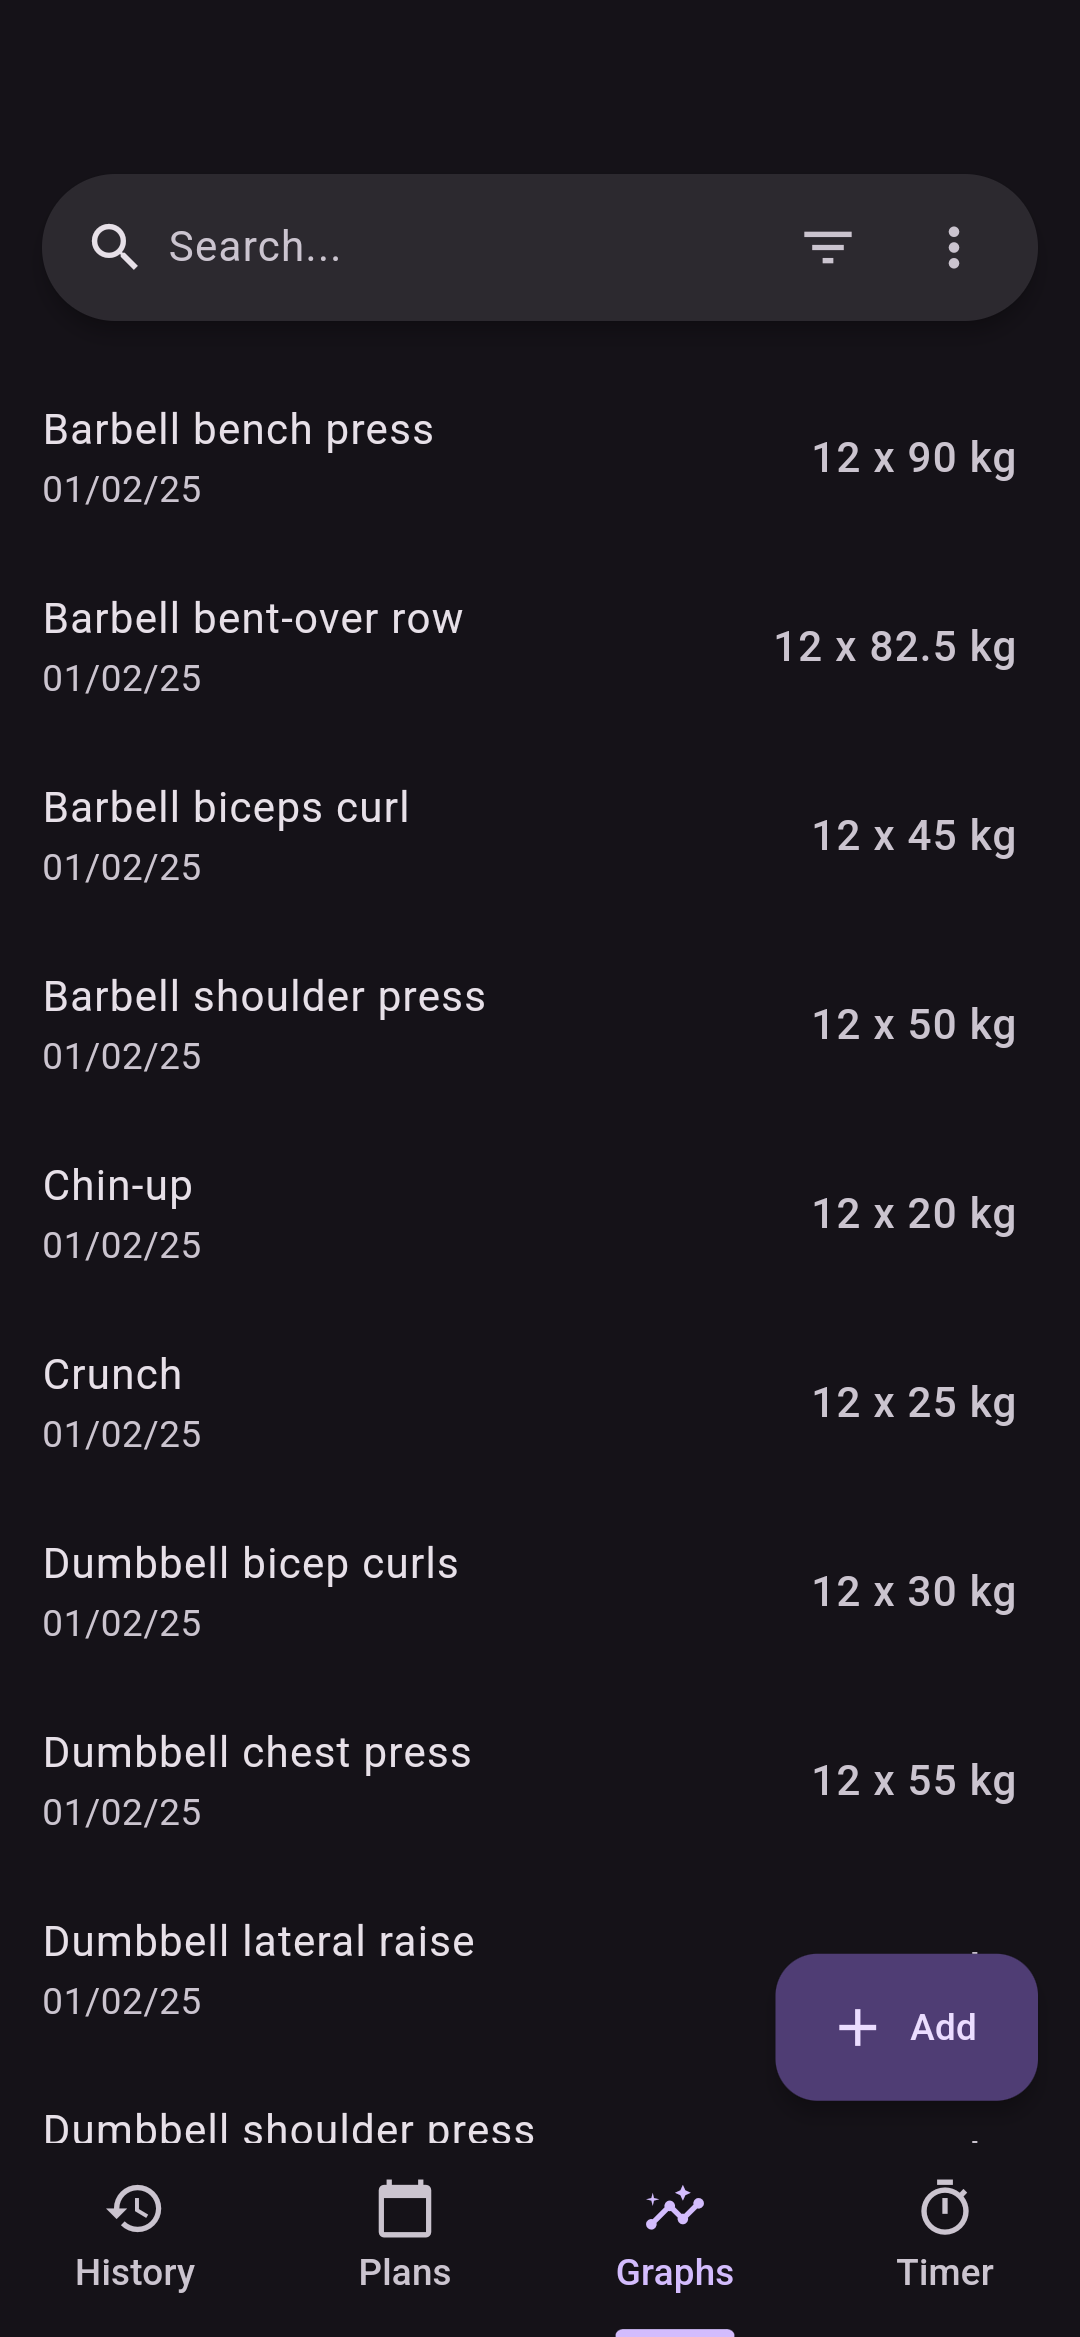 Search...
Barbell bench press
01/02/25
12 x 90 kg
Barbell bent-over row
01/02/25
12 x 82.5 kg
Barbell biceps curl
01/02/25
12 x 45 kg
Barbell shoulder press
01/02/25
12 x 50 kg
Chin-up
01/02/25
12 x 20 kg
Crunch
01/02/25
12 x 25 kg
Dumbbell bicep curls
01/02/25
12 x 30 kg
Dumbbell chest press
01/02/25
12 x 55 kg
Dumbbell lateral raise
01/02/25
Add
Dumbbell shoulder press
History
Plans
Graphs
Timer